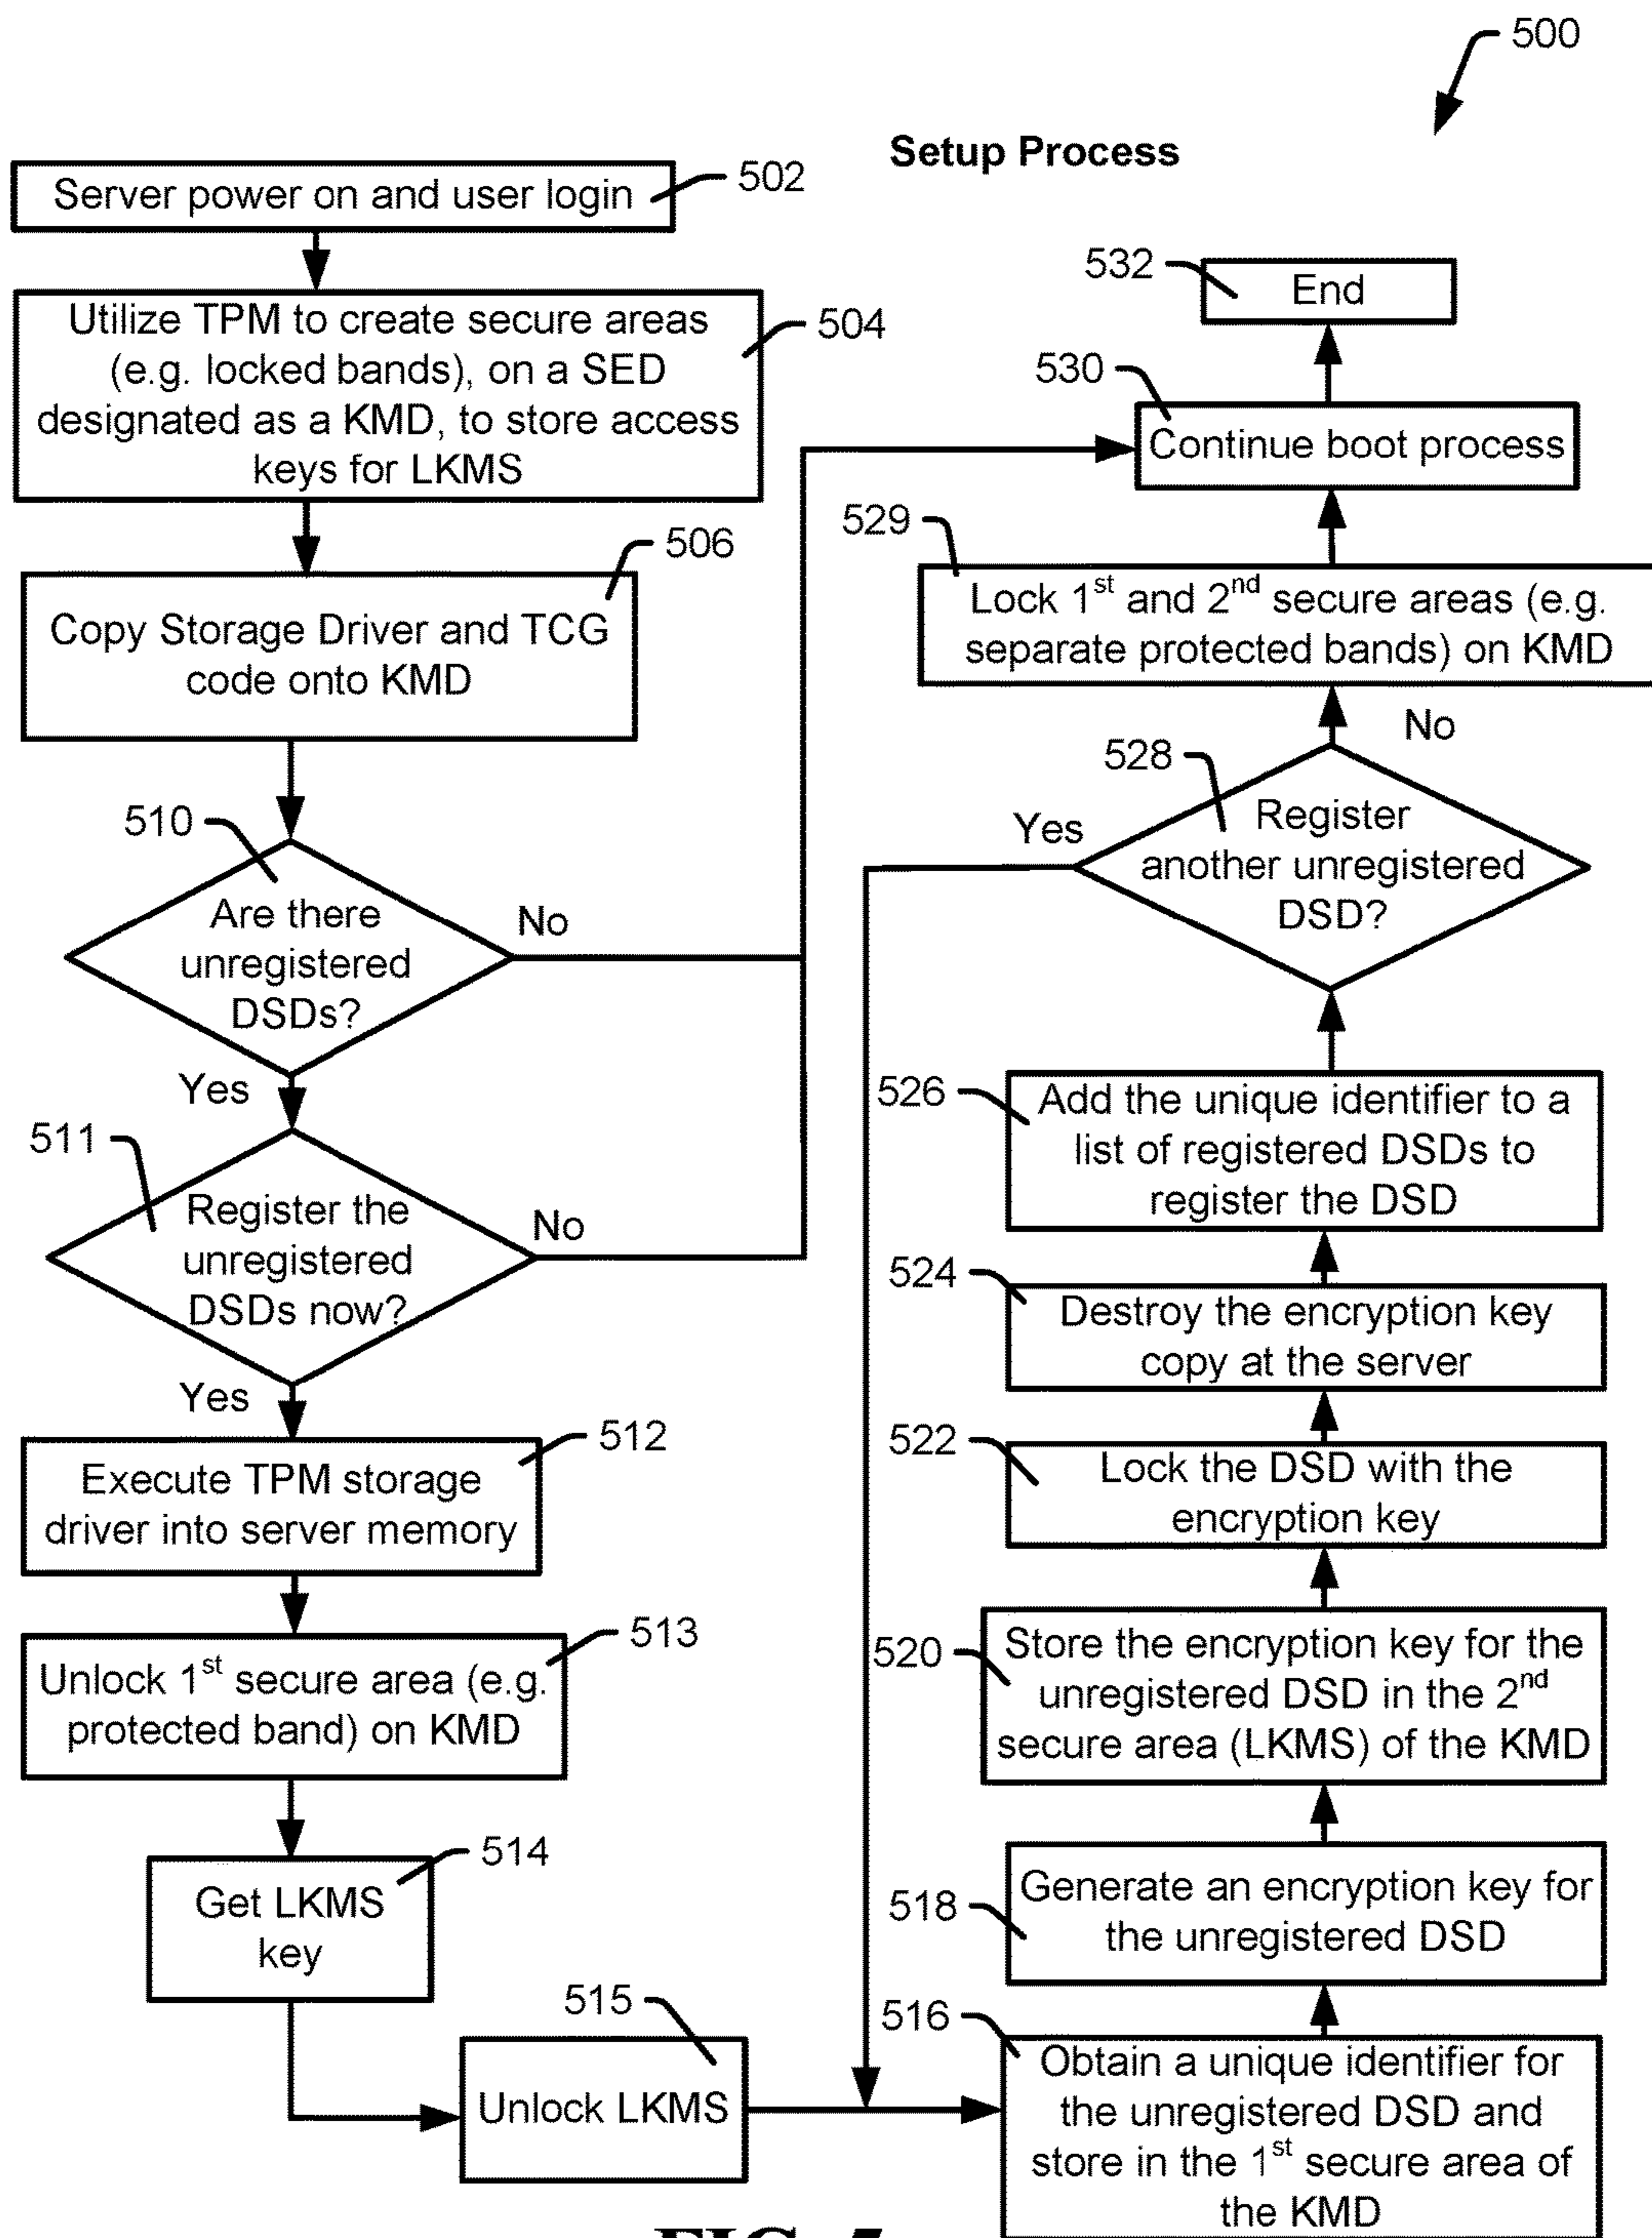 500
Setup Process
Server power on and user login
502
Utilize TPM to create secure areas
(e.g. locked bands), on a SED
designated as a KMD, to store access
keys for LKMS
504
Copy Storage Driver and TCG
code onto KMD
506
510
Are there
unregistered
DSDs?
No
Yes
511
Register the
unregistered
DSDs now?
No
Yes
Execute TPM storage
driver into server memory
512
Unlock 1st secure area (e.g.
protected band) on KMD
513
Get LKMS
key
514
515
Unlock LKMS
516
Obtain a unique identifier for
the unregistered DSD and
store in the 1st secure area of
the KMD
518
Generate an encryption key for
the unregistered DSD
520
Store the encryption key for the
unregistered DSD in the 2nd
secure area (LKMS) of the KMD
522
Lock the DSD with the
encryption key
524
Destroy the encryption key
copy at the server
526
Add the unique identifier to a
list of registered DSDs to
register the DSD
528
Register
another unregistered
DSD?
Yes
No
529
Lock 1st and 2nd secure areas (e.g.
separate protected bands) on KMD
530
Continue boot process
532
End